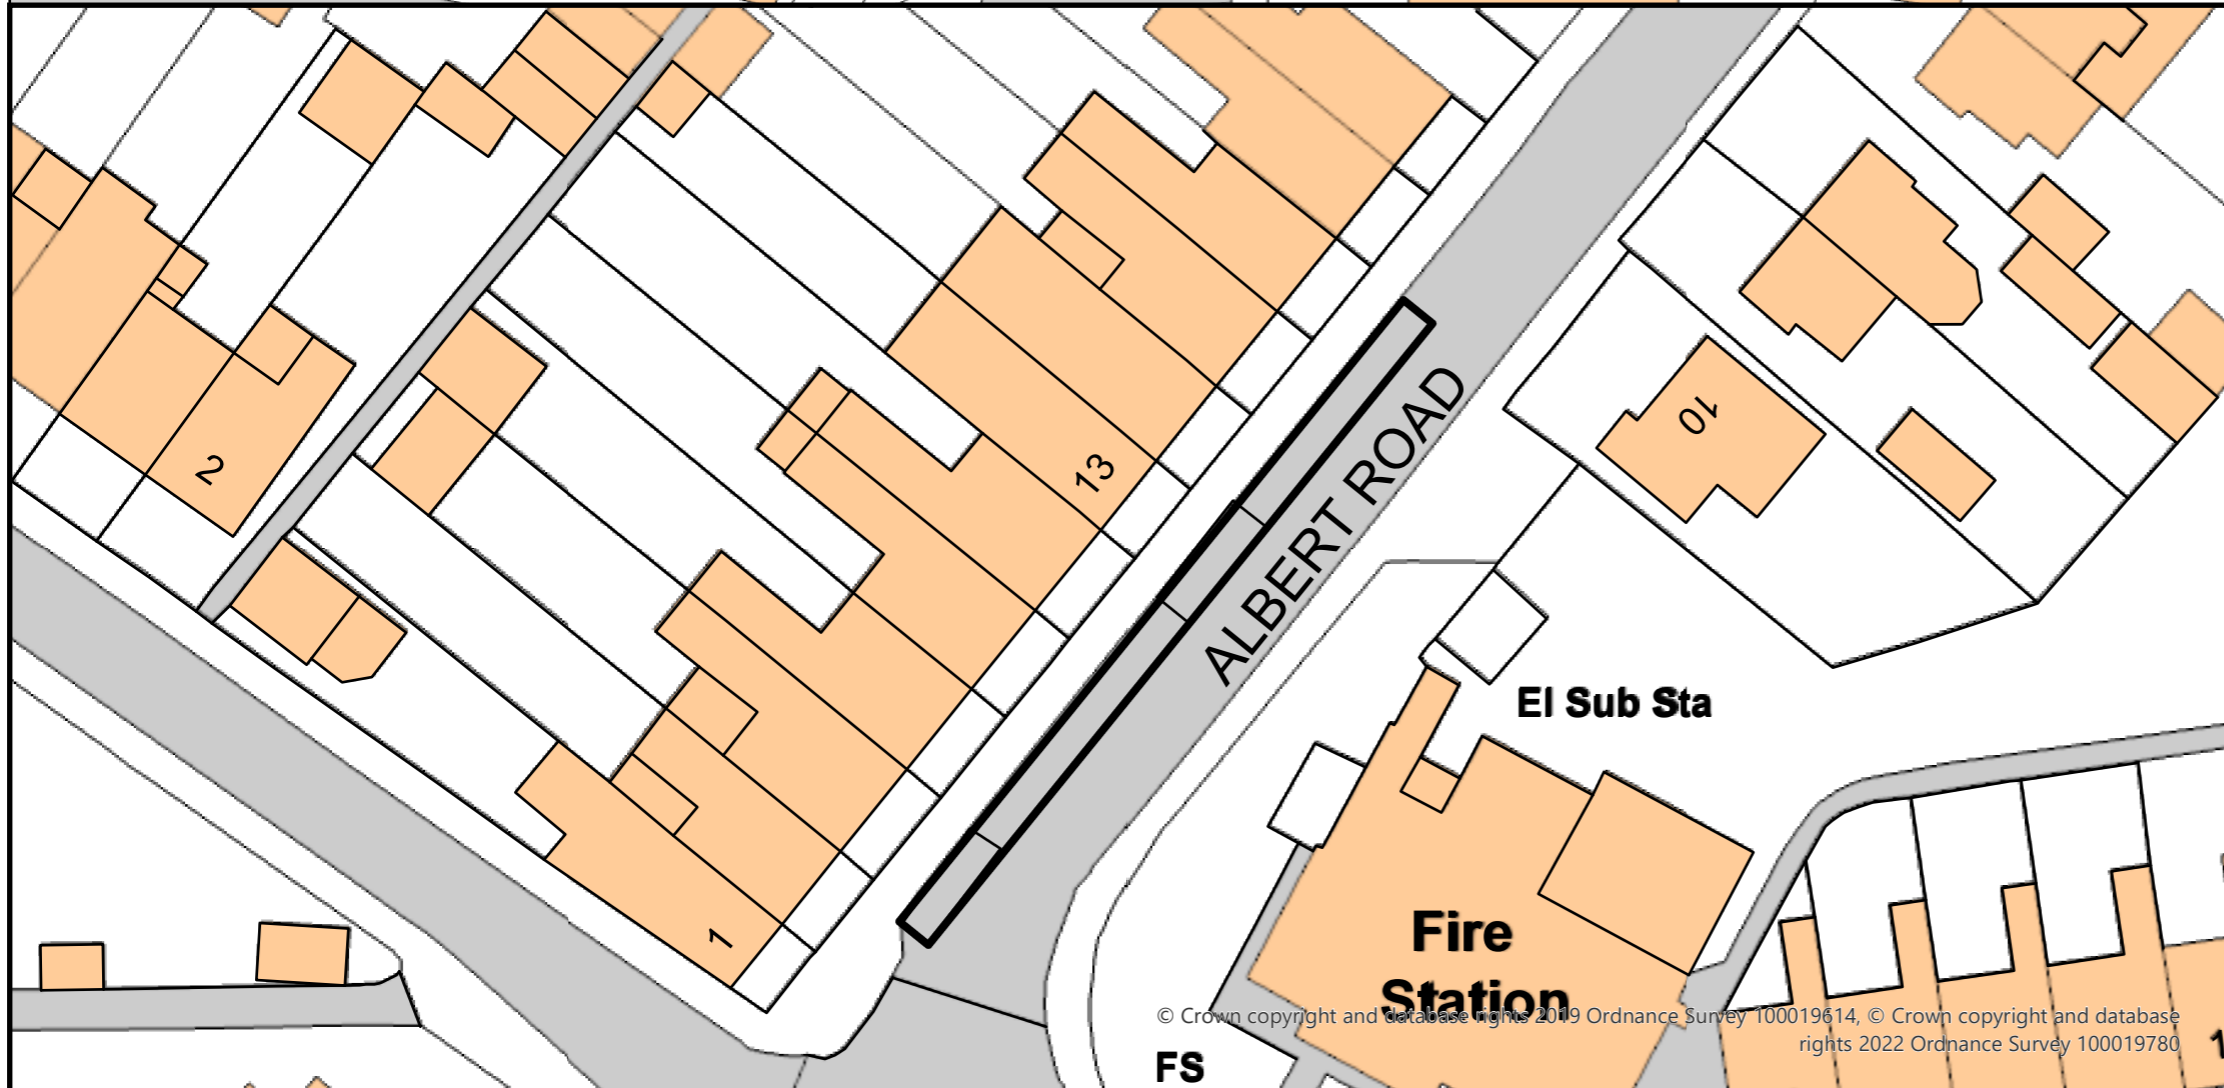 10
2
13
ALBERT ROAD
El Sub Sta
1
Fire
Station
© Crown copyright and database rights 2019 Ordnance Survey 100019614, © Crown copyright and database
rights 2022 Ordnance Survey 100019780
FS